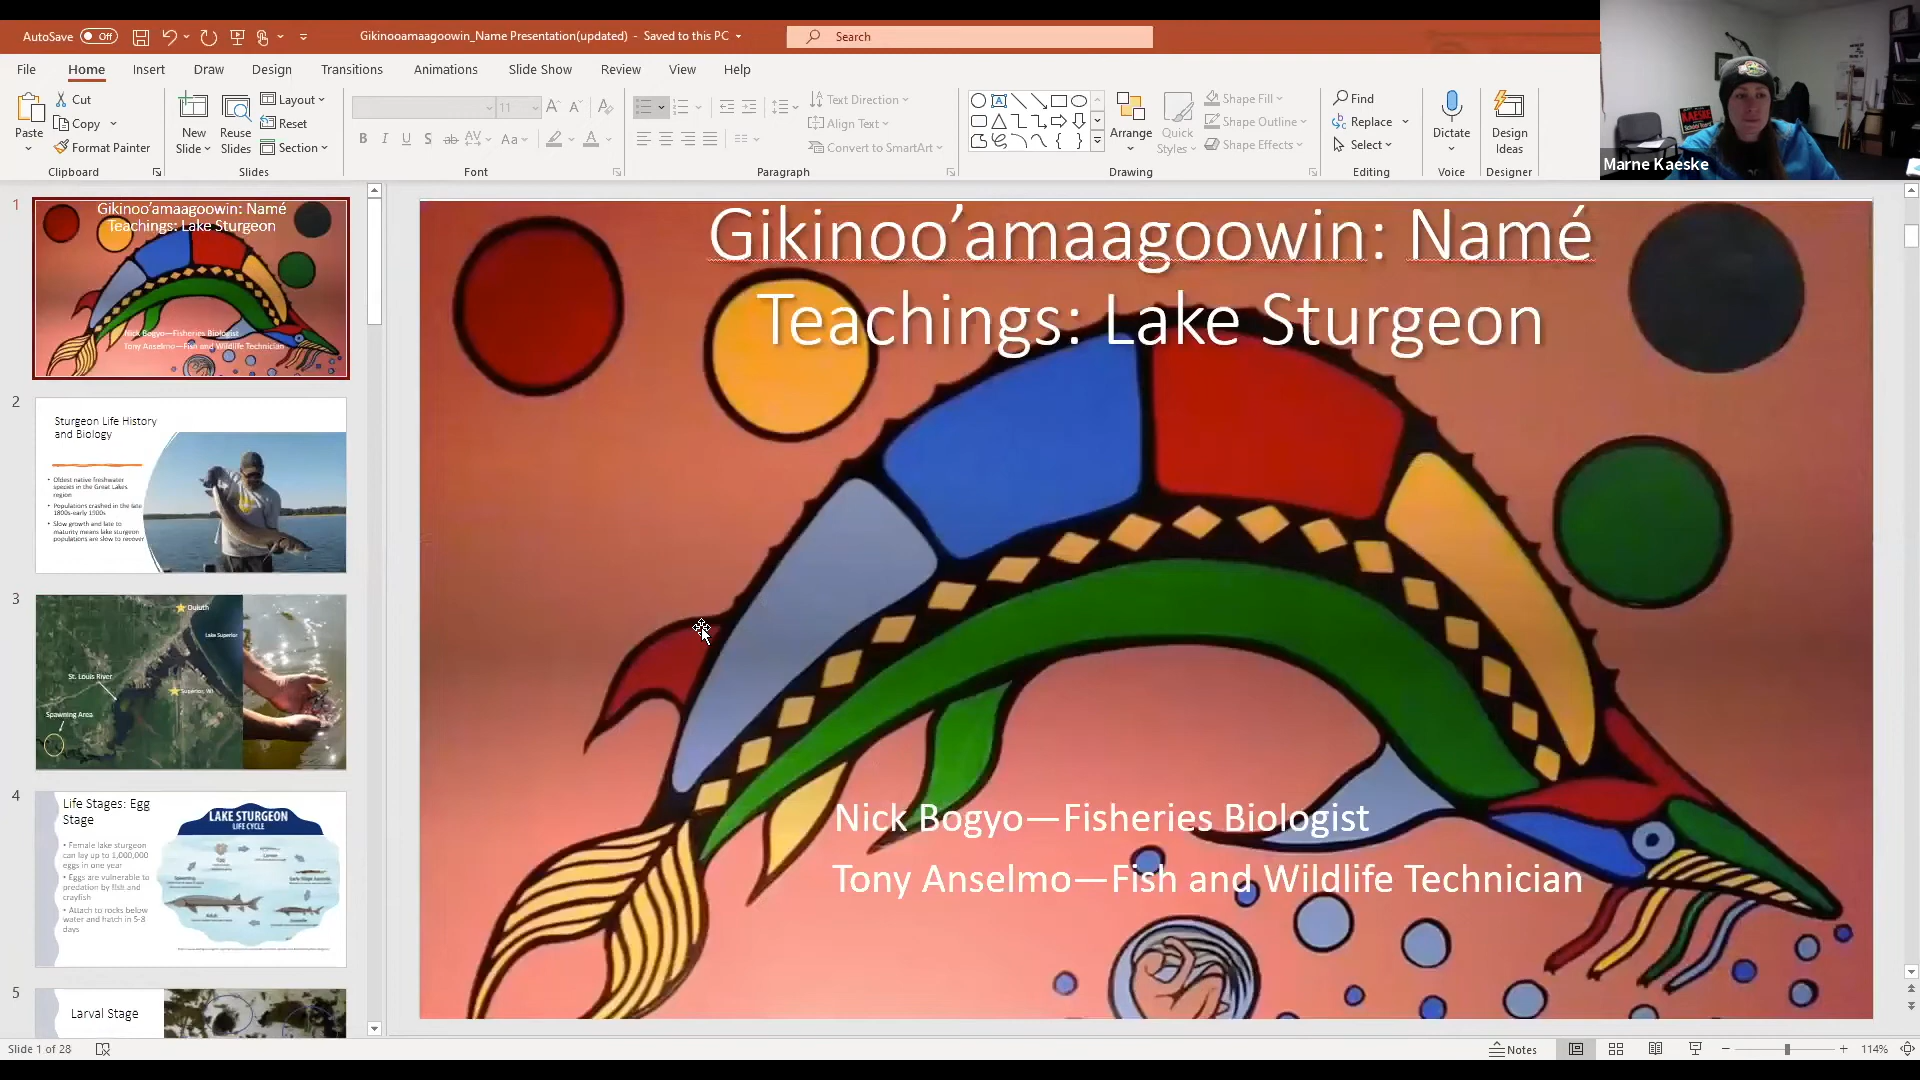 AutoSave Off
Gikinooamaagoowin_Name Presentation(updated) - Saved to this PC
Search
File Home Insert Draw Design Transitions Animations Slide Show Review View Help
Paste
Cut
Copy
Format Painter
Clipboard
New Slide
Reuse Slides
Layout
Reset
Section
Slides
11
B I U S ab AV Aa A
Font
Text Direction
Align Text
Convert to SmartArt
Paragraph
Arrange
Quick Styles
Shape Fill
Shape Outline
Shape Effects
Drawing
Find
Replace
Select
Editing
Dictate
Voice
Design Ideas
Designer
Marne Kaeske
1
Gikinoo’amaagoowin: Namé
Teachings: Lake Sturgeon
Nick Bogyo—Fisheries Biologist
Tony Anselmo—Fish and Wildlife Technician
2
Sturgeon Life History
and Biology
• Oldest native freshwater
species in the Great Lakes
region
• Populations crashed in the late
1800s-early 1900s
• Slow growth and late to
maturity means lake sturgeon
populations are slow to recover
3
Duluth
Lake Superior
St. Louis River
Superior, WI
Spawning Area
4
Life Stages: Egg
Stage
• Female lake sturgeon
can lay up to 1,000,000
eggs in one year
• Eggs are vulnerable to
predation by fish and
crayfish
• Attach to rocks below
water and hatch in 5-8
days
LAKE STURGEON
LIFE CYCLE
5
Larval Stage
Gikinoo’amaagoowin: Namé
Teachings: Lake Sturgeon
Nick Bogyo—Fisheries Biologist
Tony Anselmo—Fish and Wildlife Technician
Slide 1 of 28
Notes
114%